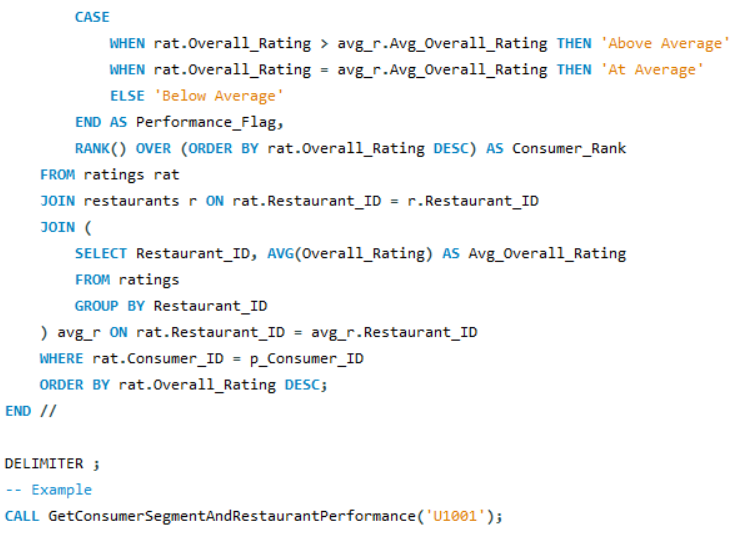 CASE
WHEN rat.Overall_Rating > avg_r.Avg_Overall_Rating THEN 'Above Average'
WHEN rat.Overall_Rating = avg_r.Avg_Overall_Rating THEN 'At Average'
ELSE 'Below Average'
END AS Performance_Flag,
RANK() OVER (ORDER BY rat.Overall_Rating DESC) AS Consumer_Rank
FROM ratings rat
JOIN restaurants r ON rat.Restaurant_ID = r.Restaurant_ID
JOIN (
SELECT Restaurant_ID, AVG(Overall_Rating) AS Avg_Overall_Rating
FROM ratings
GROUP BY Restaurant_ID
) avg_r ON rat.Restaurant_ID = avg_r.Restaurant_ID
WHERE rat.Consumer_ID = p_Consumer_ID
ORDER BY rat.Overall_Rating DESC;
END //
DELIMITER ;
-- Example
CALL GetConsumerSegmentAndRestaurantPerformance('U1001');